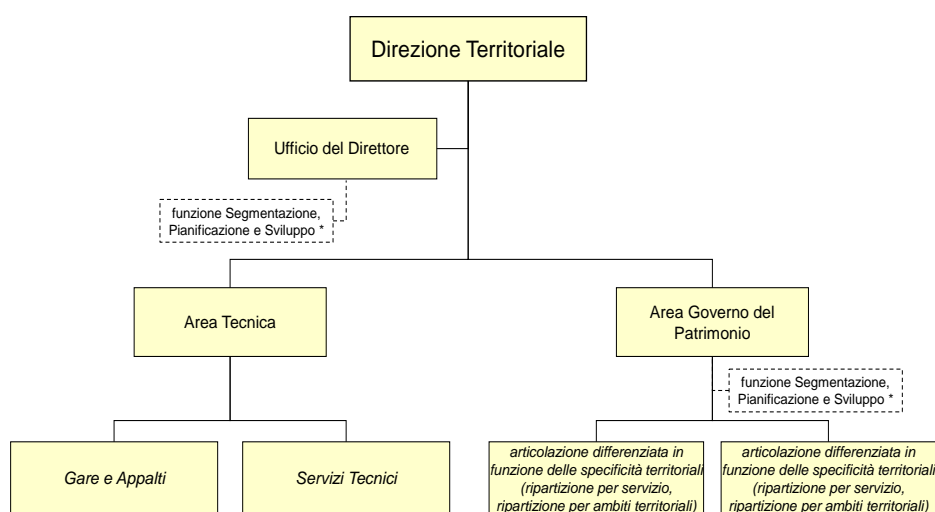 Direzione Territoriale
Ufficio del Direttore
funzione Segmentazione,
Pianificazione e Sviluppo *
Area Tecnica
Area Governo del
Patrimonio
funzione Segmentazione,
Pianificazione e Sviluppo *
Gare e Appalti
Servizi Tecnici
articolazione differenziata in
funzione delle specificità territoriali
(ripartizione per servizio,
ripartizione per ambiti territoriali)
articolazione differenziata in
funzione delle specificità territoriali
(ripartizione per servizio,
ripartizione per ambiti territoriali)